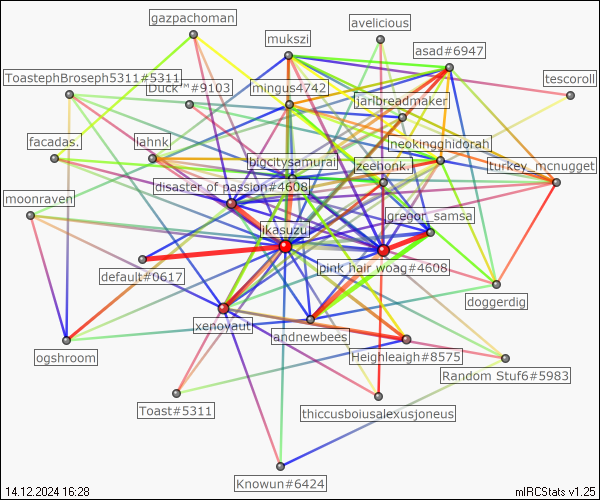 gazpachoman
avelicious
mukszi
asad#6947
ToastephBroseph5311#5311
Duck™#9103
mingus4742
tescoroll
jarlbreadmaker
facadas.
lahnk
neokingghidorah
bigcitysamurai
zeehonk.
turkey_mcnugget
disaster of passion#4608
moonraven
gregor_samsa
ikasuzu
default#0617
pink hair woag#4608
doggerdig
xenoyaut
andnewbees
ogshroom
Heighleaigh#8575
Random Stuf6#5983
Toast#5311
thiccusboiusalexusjoneus
Knowun#6424
14.12.2024 16:28
mIRCStats v1.25